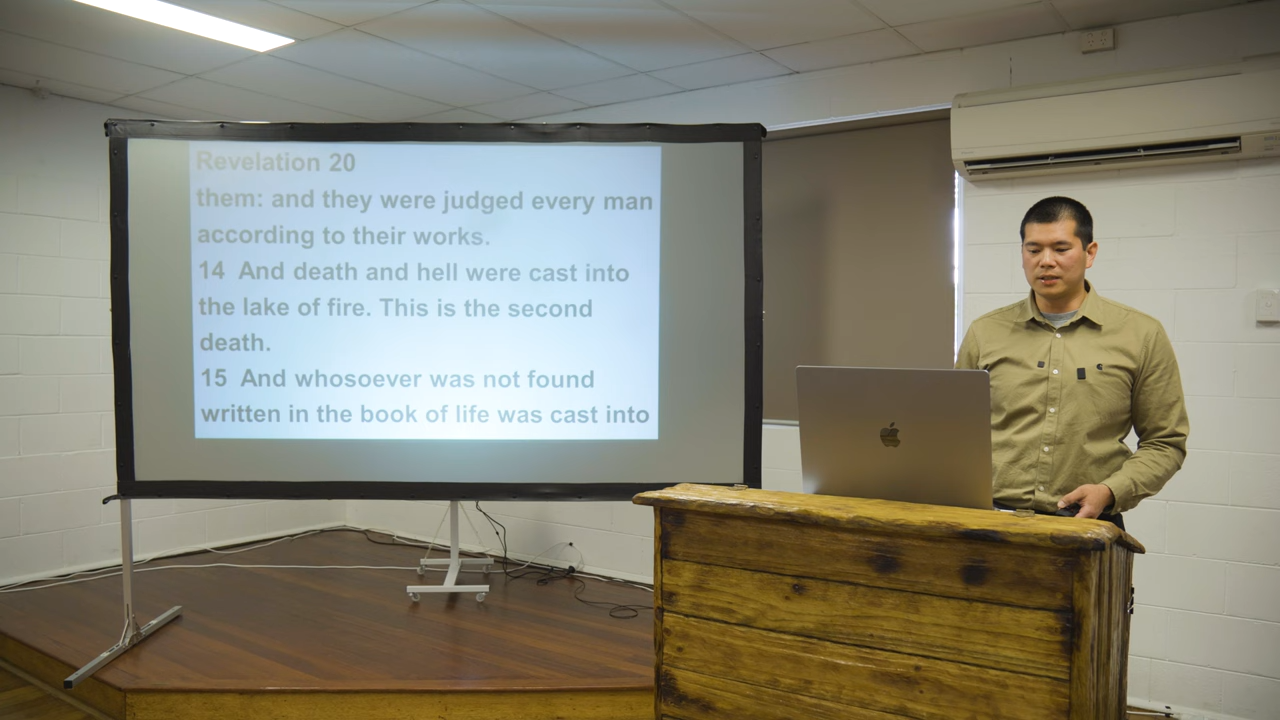 Revelation 20
them: and they were judged every man
according to their works.
14 And death and hell were cast into
the lake of fire. This is the second
death.
15 And whosoever was not found
written in the book of life was cast into